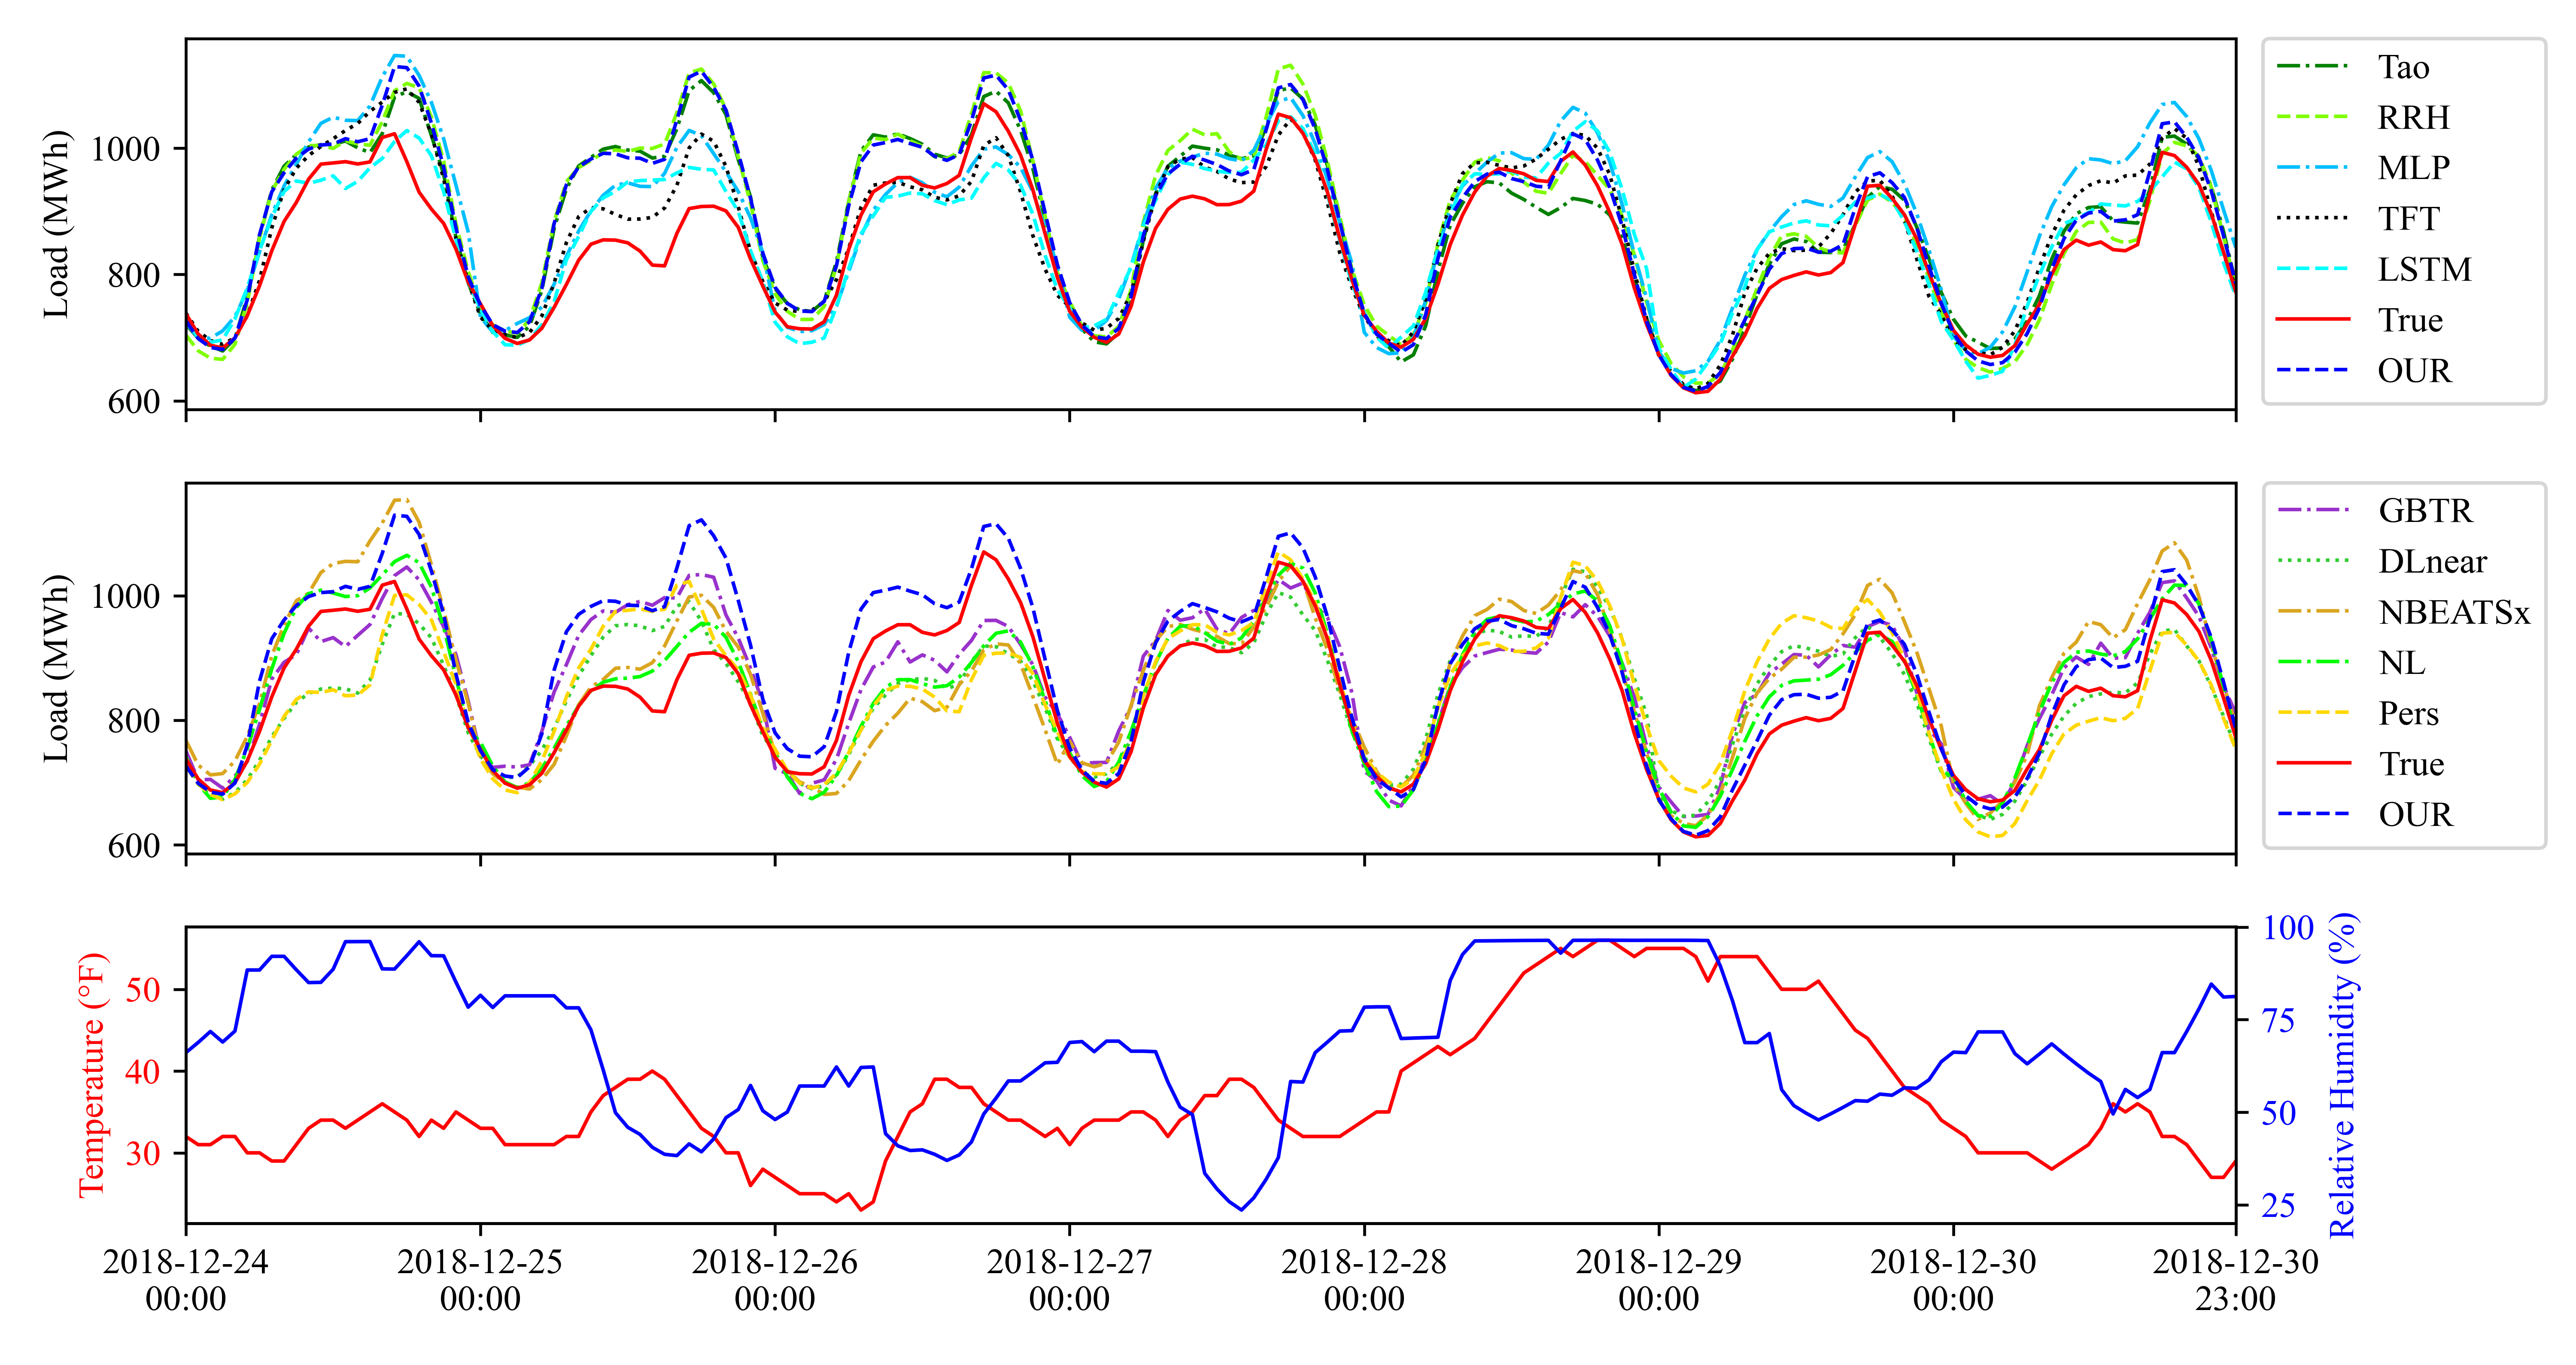 Load (MWh)
1000
800
600
Tao
RRH
MLP
TFT
LSTM
True
OUR
Load (MWh)
1000
800
600
GBTR
DLnear
NBEATSx
NL
Pers
True
OUR
Temperature (°F)
50
40
30
100
75
50
25
Relative Humidity (%)
2018-12-24
00:00
2018-12-25
00:00
2018-12-26
00:00
2018-12-27
00:00
2018-12-28
00:00
2018-12-29
00:00
2018-12-30
00:00
2018-12-30
23:00